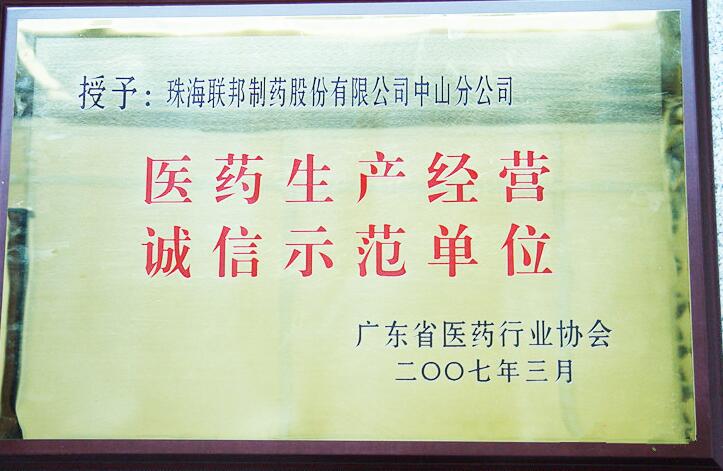 授予：珠海联邦制药股份有限公司中山分公司
医药生产经营
诚信示范单位
广东省医药行业协会
二〇〇七年三月